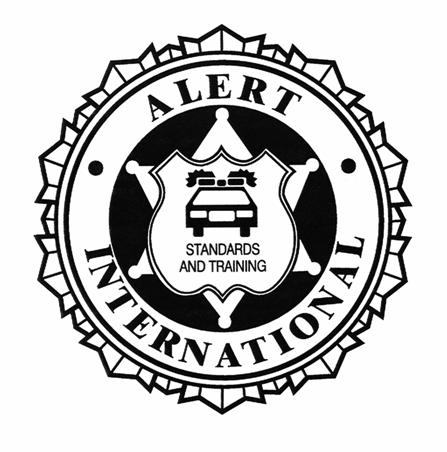 ALERT
STANDARDS
AND TRAINING
INTERNATIONAL